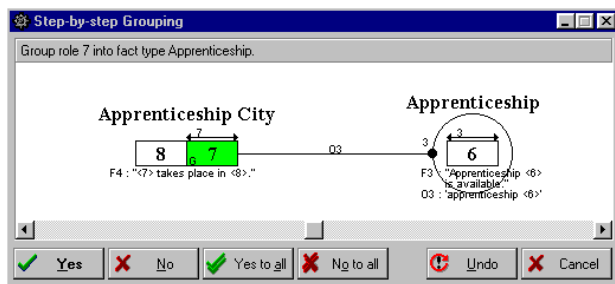 Step-by-step Grouping
Group role 7 into fact type Apprenticeship.
Apprenticeship City
Apprenticeship
7
3
3
8
7
G
O3
6
F4 : "<7> takes place in <8>."
F3 : "Apprenticeship <6>
is available."
O3 : 'apprenticeship <6>'
Yes
No
Yes to all
No to all
Undo
Cancel